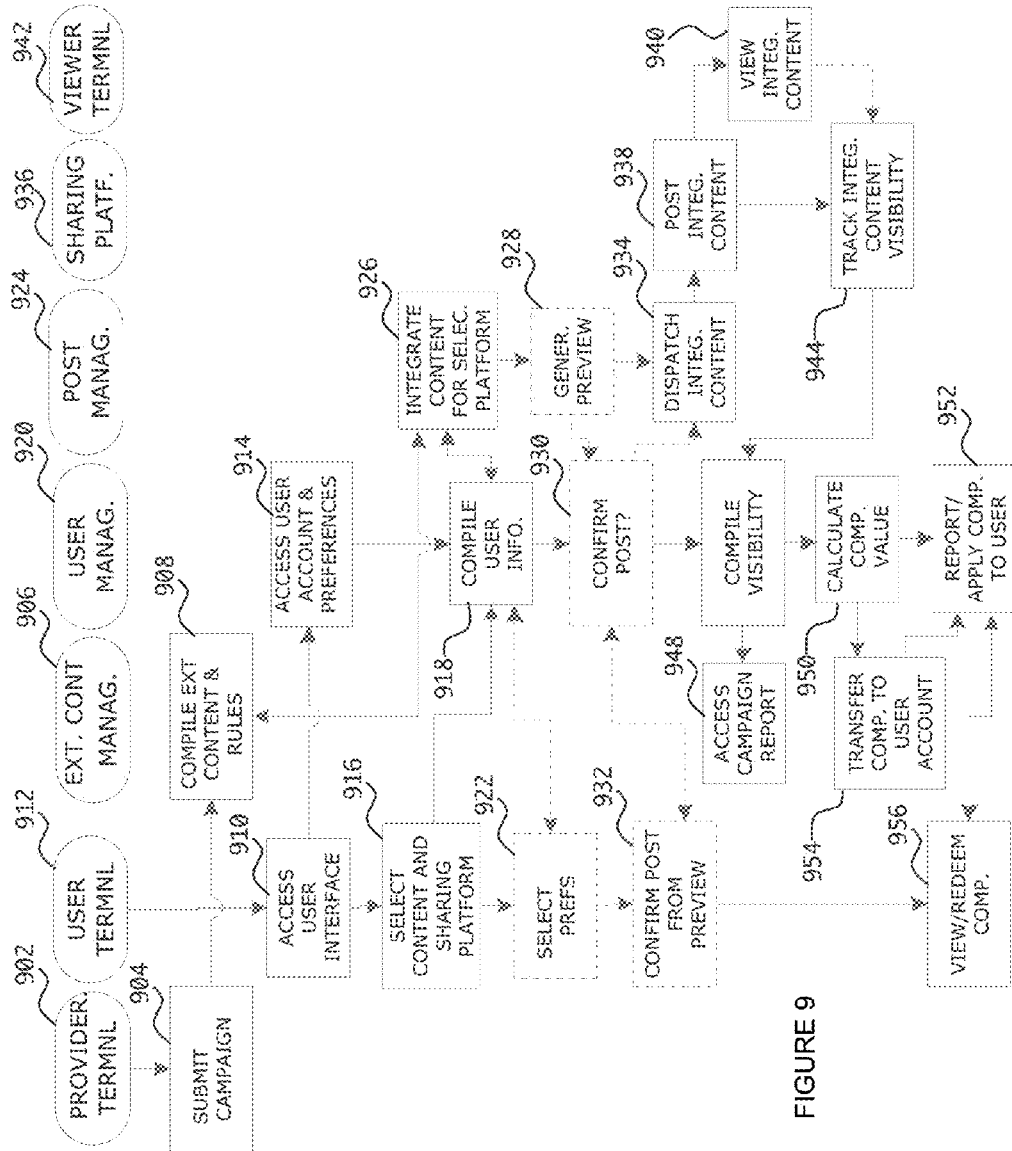 902
PROVIDER.
TERMNL
912
USER
TERMNL
906
EXT. CONT
MANAG.
920
USER
MANAG.
924
POST
MANAG.
936
SHARING
PLATF.
942
VIEWER
TERMNL
904
SUBMIT
CAMPAIGN
908
COMPILE EXT
CONTENT &
RULES
910
ACCESS
USER
INTERFACE
914
ACCESS USER
ACCOUNT &
PREFERENCES
916
SELECT
CONTENT AND
SHARING
PLATFORM
918
COMPILE
USER
INFO.
926
INTEGRATE
CONTENT
FOR SELEC.
PLATFORM
922
SELECT
PREFS
928
GENER.
PREVIEW
930
CONFIRM
POST?
932
CONFIRM POST
FROM
PREVIEW
934
DISPATCH
INTEG.
CONTENT
938
POST
INTEG.
CONTENT
940
VIEW
INTEG.
CONTENT
944
TRACK INTEG.
CONTENT
VISIBILITY
COMPILE
VISIBILITY
948
ACCESS
CAMPAIGN
REPORT
950
CALCULATE
COMP.
VALUE
954
TRANSFER
COMP. TO
USER
ACCOUNT
952
REPORT/
APPLY COMP.
TO USER
956
VIEW/REDEEM
COMP.
FIGURE 9